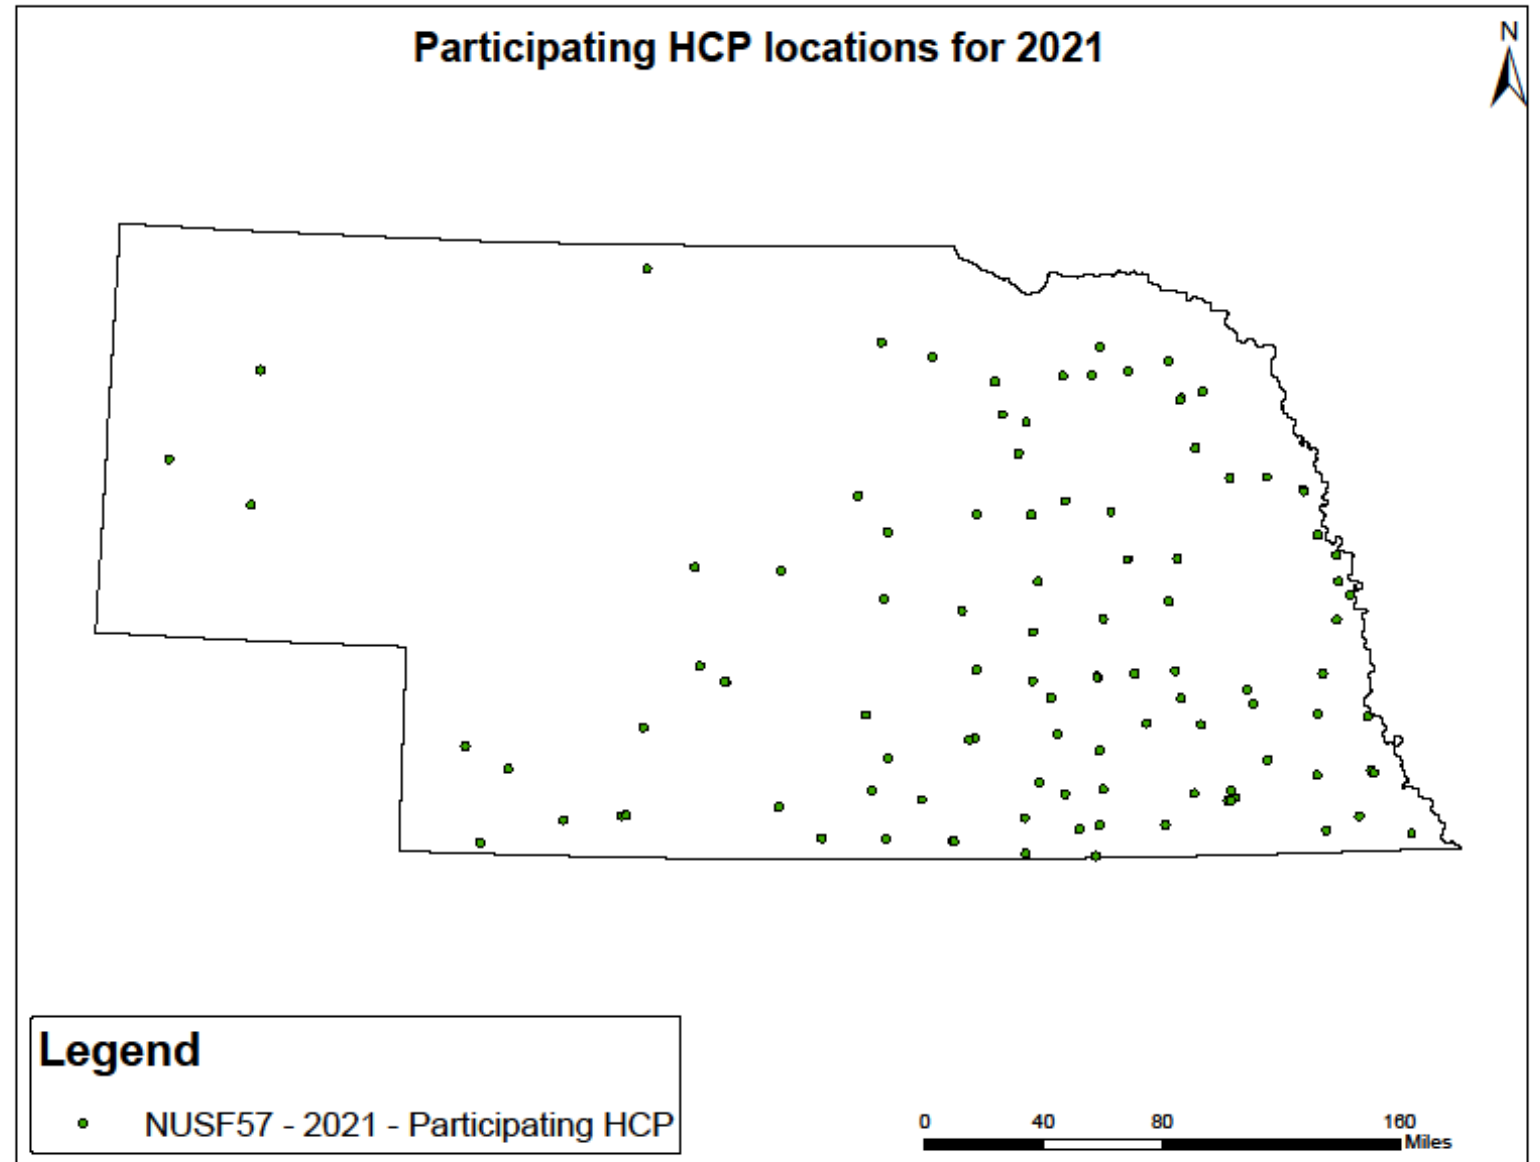 Participating HCP locations for 2021
N
Legend
NUSF57 - 2021 - Participating HCP
0 40 80 160
Miles